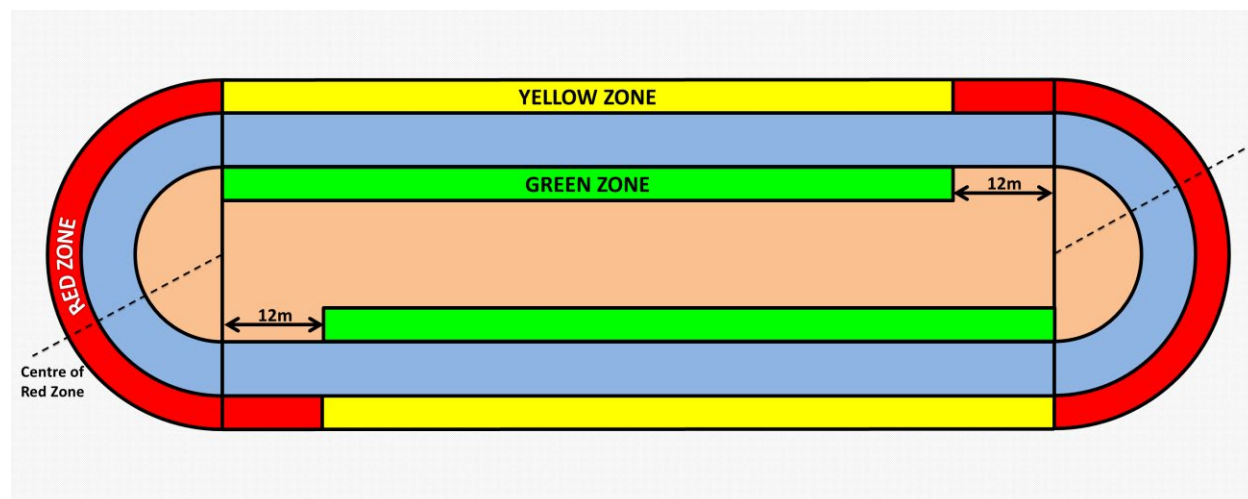 YELLOW ZONE
GREEN ZONE
12m
RED ZONE
12m
Centre of
Red Zone